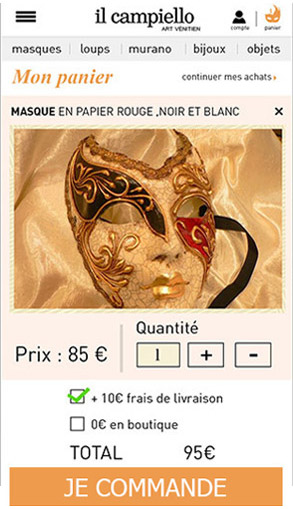 il campiello
ART VÉNITIEN
compte
panier
masques | loups | murano | bijoux | objets
Mon panier
continuer mes achats ›
MASQUE EN PAPIER ROUGE ,NOIR ET BLANC ×
Quantité
Prix : 85 € 1 + -
+ 10€ frais de livraison
0€ en boutique
TOTAL 95€
JE COMMANDE